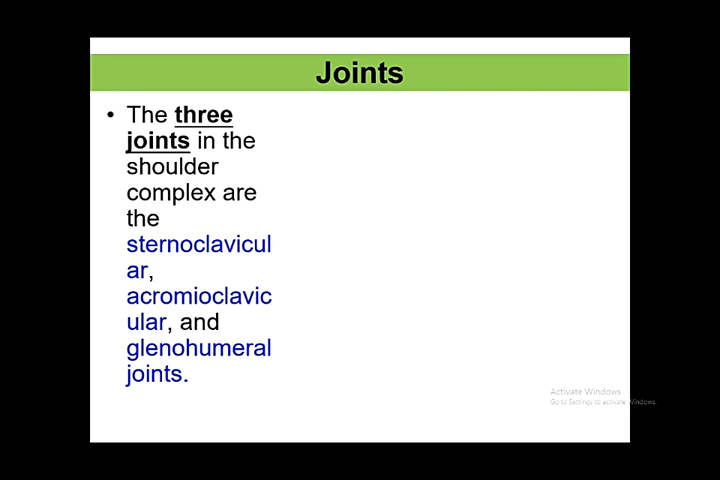 Joints
• The three
joints in the
shoulder
complex are
the
sternoclavicul
ar,
acromioclavic
ular, and
glenohumeral
joints.
Activate Windows
Go to Settings to activate Windows.